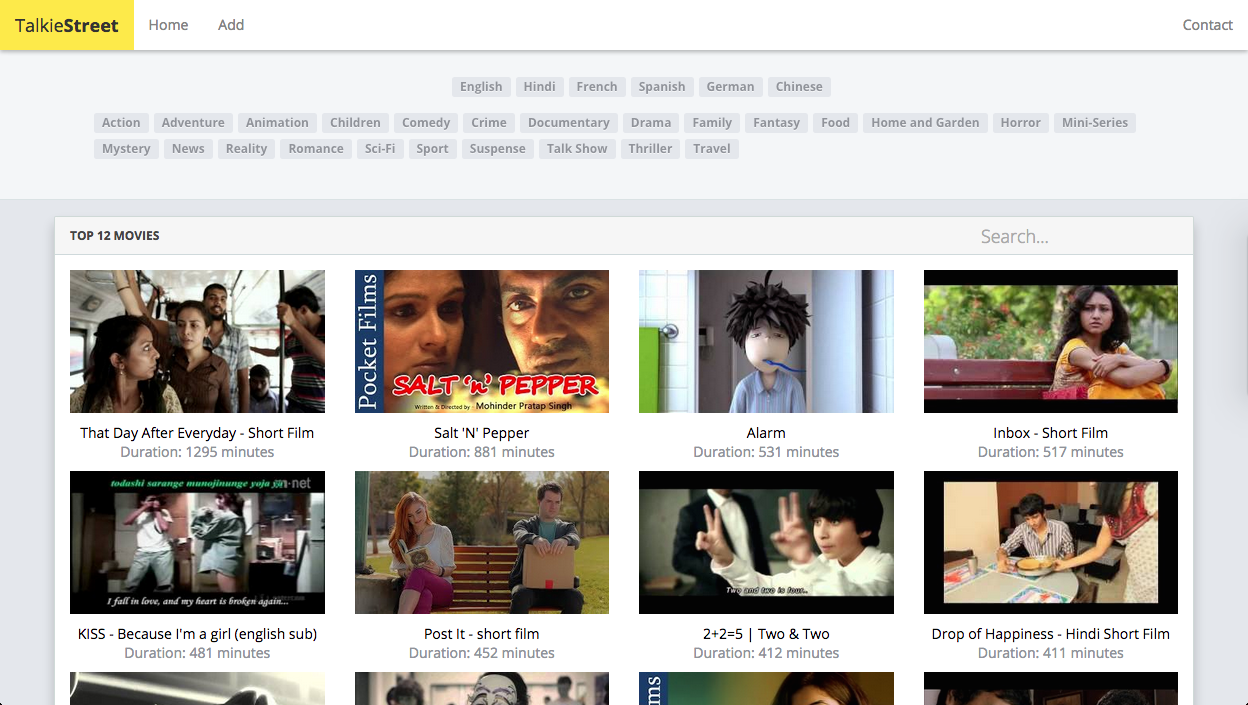 TalkieStreet Home Add Contact
English Hindi French Spanish German Chinese
Action Adventure Animation Children Comedy Crime Documentary Drama Family Fantasy Food Home and Garden Horror Mini-Series
Mystery News Reality Romance Sci-Fi Sport Suspense Talk Show Thriller Travel
TOP 12 MOVIES Search...
Pocket Films
SALT 'n' PEPPER
Written & Directed by - Mohinder Pratap Singh
That Day After Everyday - Short Film
Duration: 1295 minutes
Salt 'N' Pepper
Duration: 881 minutes
Alarm
Duration: 531 minutes
Inbox - Short Film
Duration: 517 minutes
todashi sarange munojinunge yoja
I fall in love, and my heart is broken again...
Two and two is four..
KISS - Because I'm a girl (english sub)
Duration: 481 minutes
Post It - short film
Duration: 452 minutes
2+2=5 | Two & Two
Duration: 412 minutes
Drop of Happiness - Hindi Short Film
Duration: 411 minutes